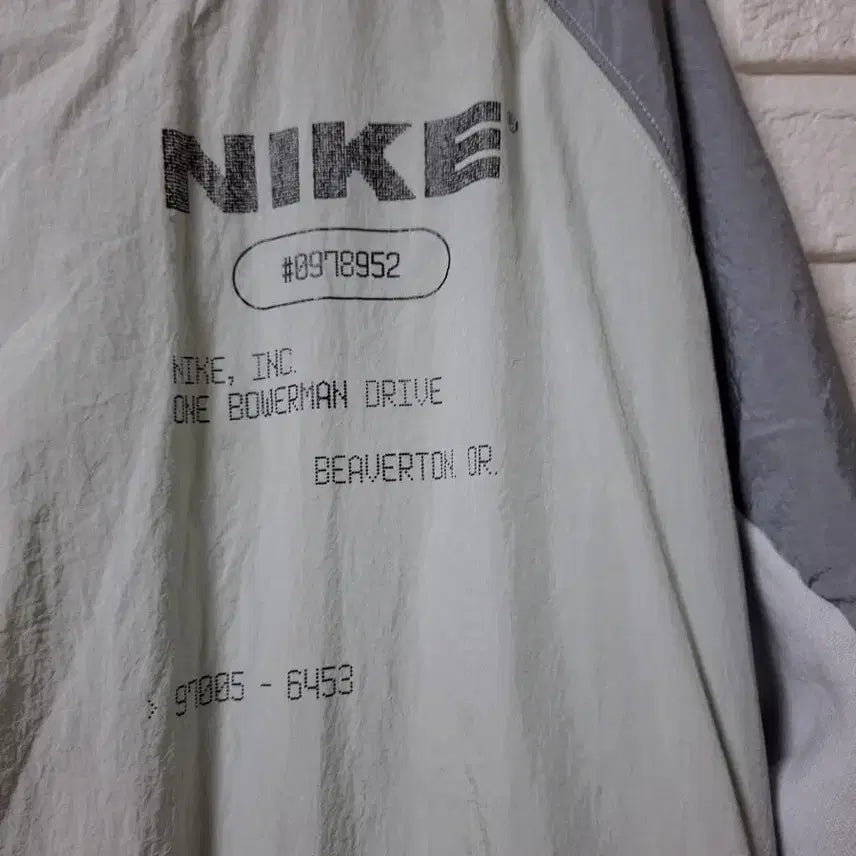 NIKE®
#0978952
NIKE, INC.
ONE BOWERMAN DRIVE
BEAVERTON. OR.
> 97005 - 6453